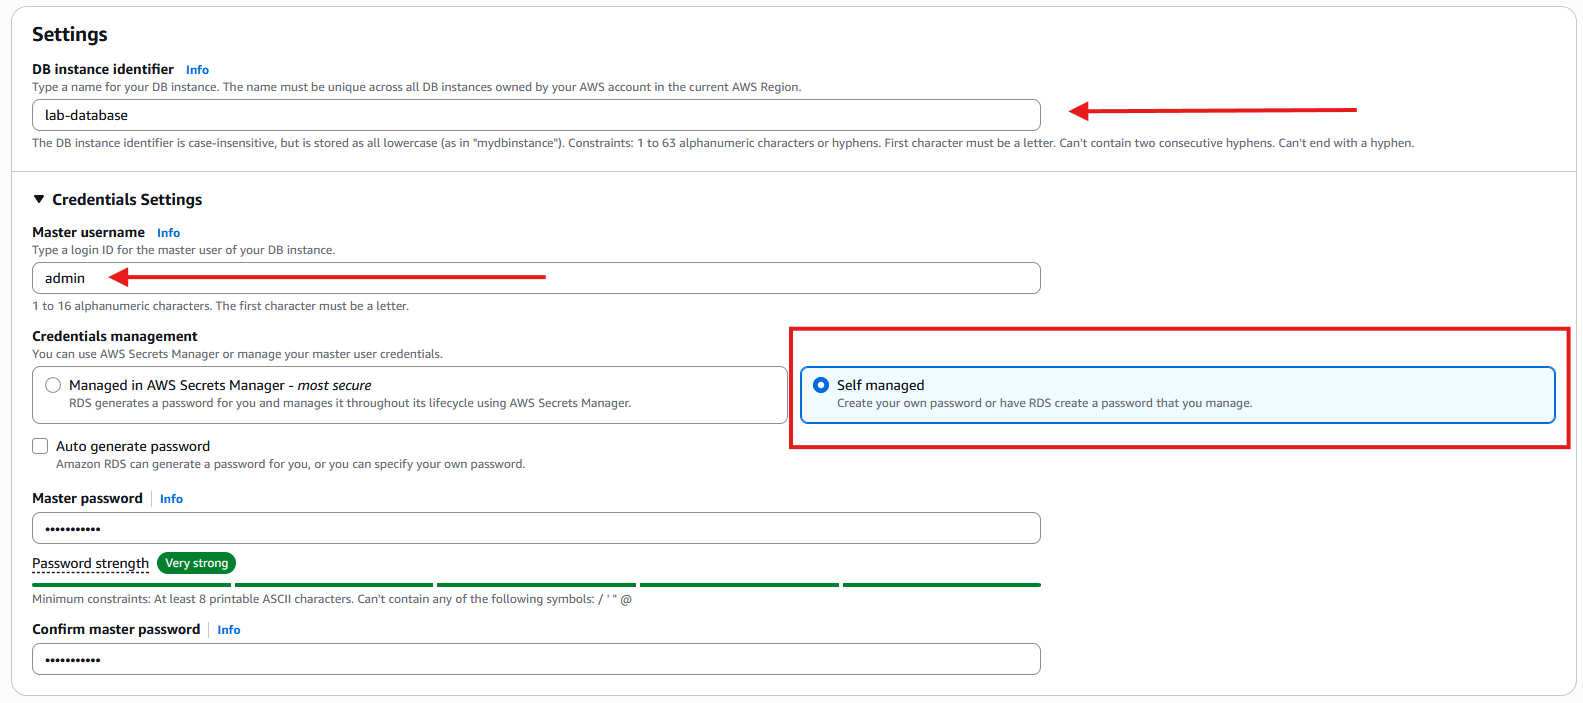 Settings
DB instance identifier Info
Type a name for your DB instance. The name must be unique across all DB instances owned by your AWS account in the current AWS Region.
lab-database
The DB instance identifier is case-insensitive, but is stored as all lowercase (as in "mydbinstance"). Constraints: 1 to 63 alphanumeric characters or hyphens. First character must be a letter. Can't contain two consecutive hyphens. Can't end with a hyphen.
Credentials Settings
Master username Info
Type a login ID for the master user of your DB instance.
admin
1 to 16 alphanumeric characters. The first character must be a letter.
Credentials management
You can use AWS Secrets Manager or manage your master user credentials.
Managed in AWS Secrets Manager - most secure
RDS generates a password for you and manages it throughout its lifecycle using AWS Secrets Manager.
Self managed
Create your own password or have RDS create a password that you manage.
Auto generate password
Amazon RDS can generate a password for you, or you can specify your own password.
Master password Info
•••••••••••
Password strength Very strong
Minimum constraints: At least 8 printable ASCII characters. Can't contain any of the following symbols: / ' " @
Confirm master password Info
•••••••••••